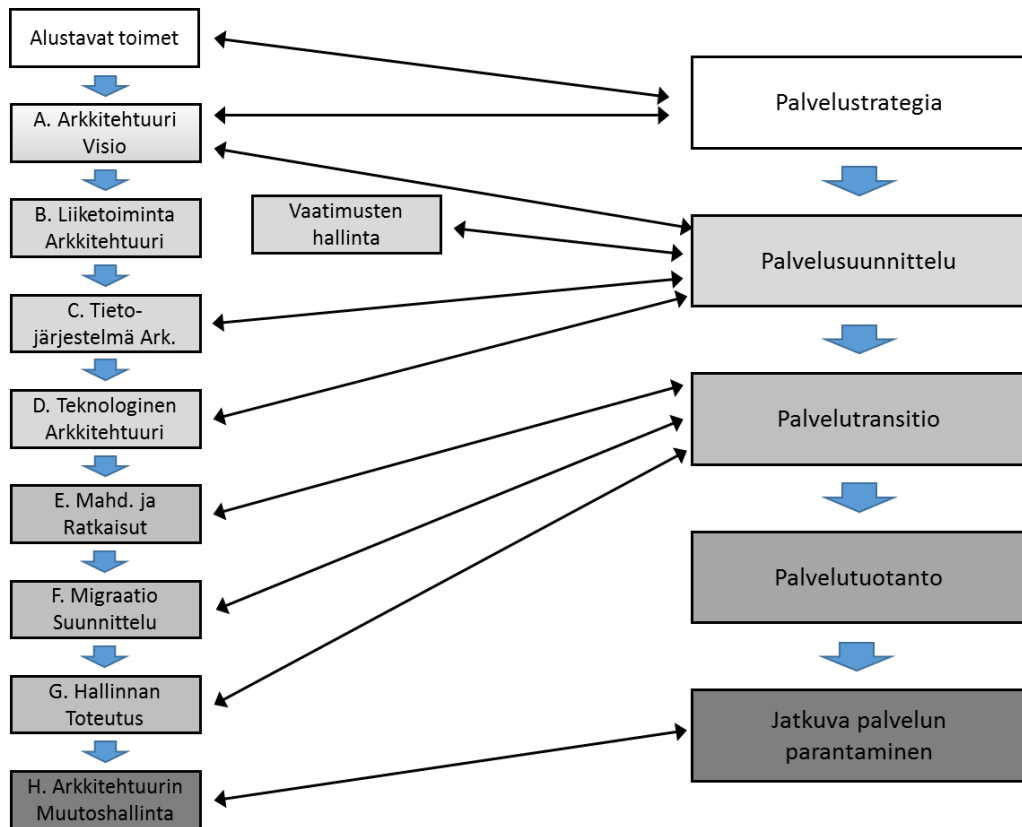 Alustavat toimet
A. Arkkitehtuuri
Visio
B. Liiketoiminta
Arkkitehtuuri
C. Tieto-
järjestelmä Ark.
D. Teknologinen
Arkkitehtuuri
E. Mahd. ja
Ratkaisut
F. Migraatio
Suunnittelu
G. Hallinnan
Toteutus
H. Arkkitehtuurin
Muutoshallinta
Vaatimusten
hallinta
Palvelustrategia
Palvelusuunnittelu
Palvelutransitio
Palvelutuotanto
Jatkuva palvelun
parantaminen